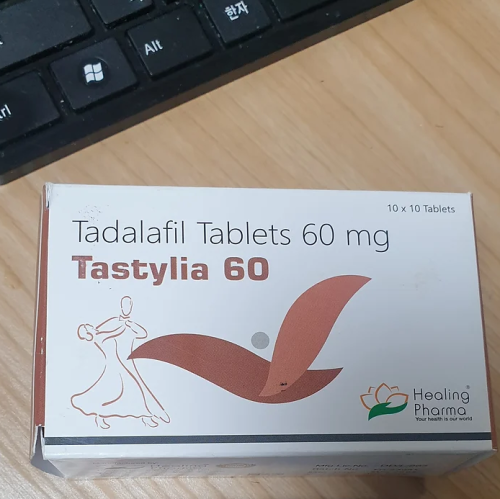 한자
Alt
trl
10 x 10 Tablets
Tadalafil Tablets 60 mg
Tastylia 60
Healing®
Pharma
Your health is our world